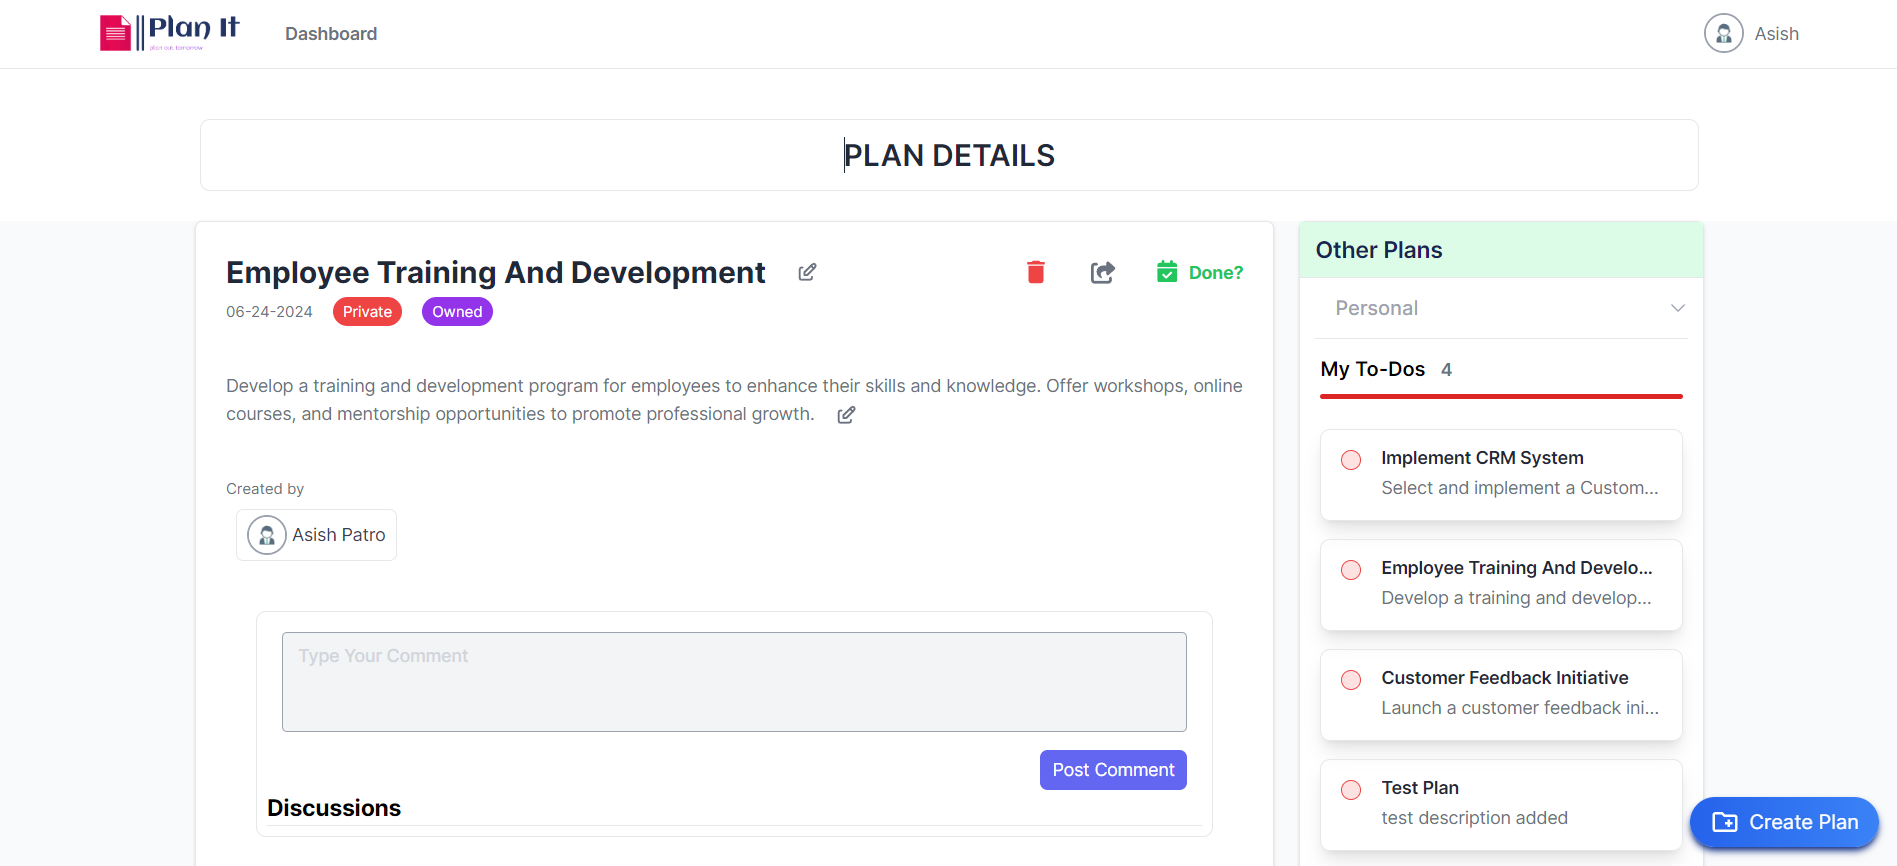 Plan It
plan out tomorrow
Dashboard
Asish
PLAN DETAILS
Employee Training And Development
Done?
06-24-2024
Private
Owned
Develop a training and development program for employees to enhance their skills and knowledge. Offer workshops, online
courses, and mentorship opportunities to promote professional growth.
Created by
Asish Patro
Type Your Comment
Post Comment
Discussions
Other Plans
Personal
My To-Dos 4
Implement CRM System
Select and implement a Custom...
Employee Training And Develo...
Develop a training and develop...
Customer Feedback Initiative
Launch a customer feedback ini...
Test Plan
test description added
Create Plan